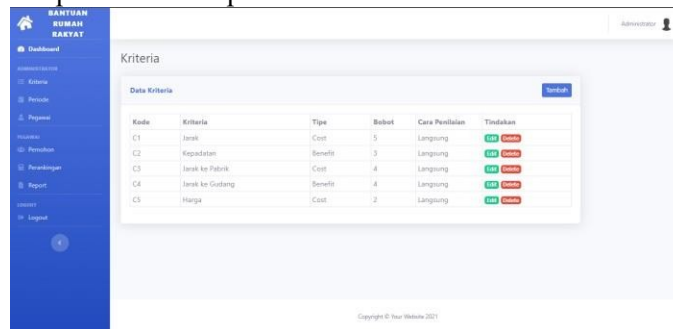 BANTUAN
RUMAH
RAKYAT
Administrator
Dashboard
Kriteria
ADMINISTRATOR
Kriteria
Data Kriteria
Tambah
Periode
Pegawai
Kode Kriteria Tipe Bobot Cara Penilaian Tindakan
C1 Jarak Cost 5 Langsung Edit Delete
C2 Kepadatan Benefit 3 Langsung Edit Delete
C3 Jarak ke Pabrik Cost 4 Langsung Edit Delete
C4 Jarak ke Gudang Benefit 4 Langsung Edit Delete
C5 Harga Cost 2 Langsung Edit Delete
Pemohon
Perankingan
Report
LOGOUT
Logout
Copyright © Your Website 2021